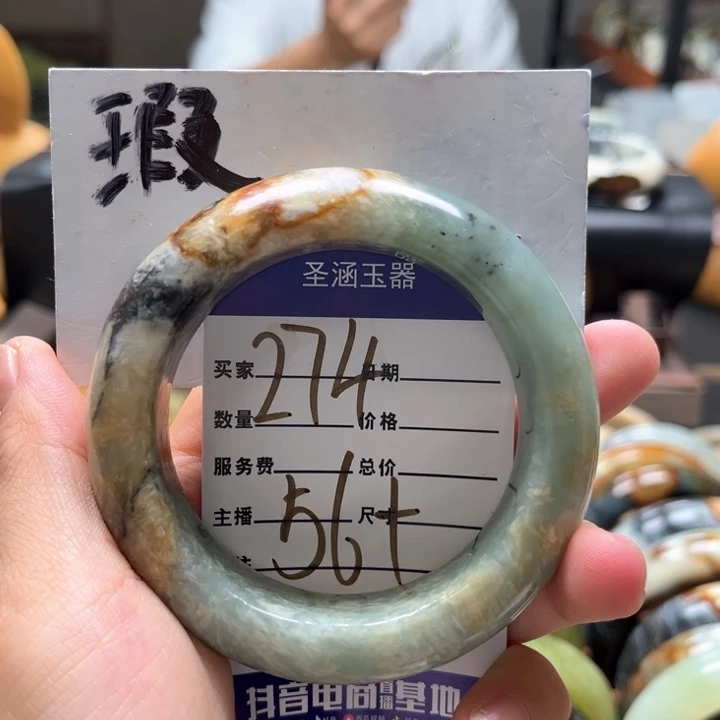 瑕
圣涵玉器
274
买家 日期
数量 价格
服务费 总价
主播 尺寸
56+
抖音电商直播基地